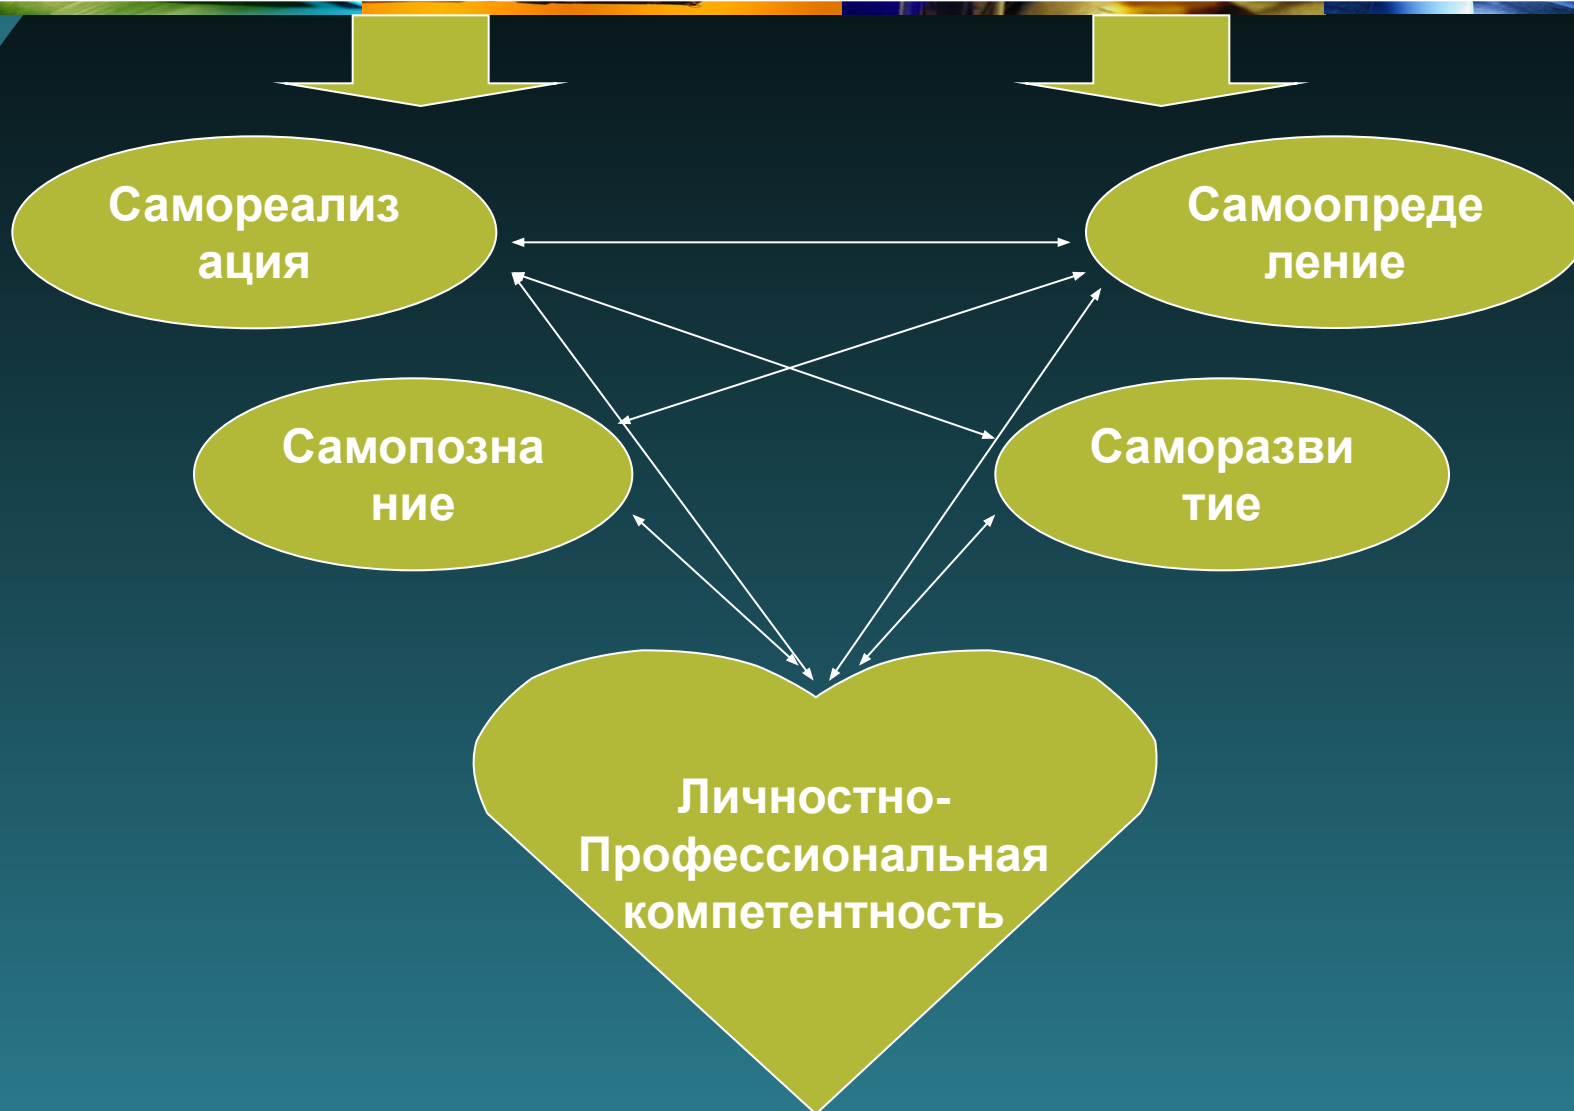 Самореализ
ация
Самоопреде
ление
Самопозна
ние
Саморазви
тие
Личностно-
Профессиональная
компетентность